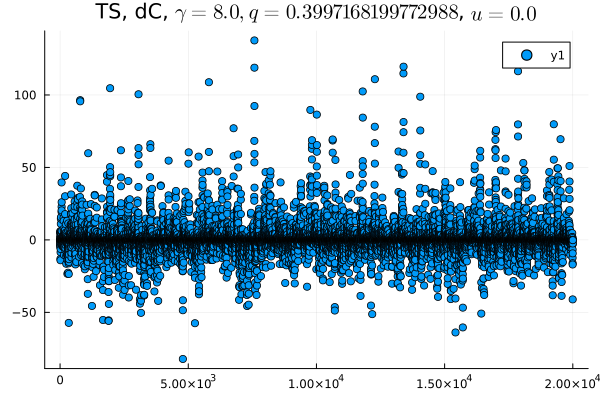 TS, dC, γ = 8.0, q = 0.3997168199772988, u = 0.0
y1
100
50
0
−50
0 5.00×10³ 1.00×10⁴ 1.50×10⁴ 2.00×10⁴